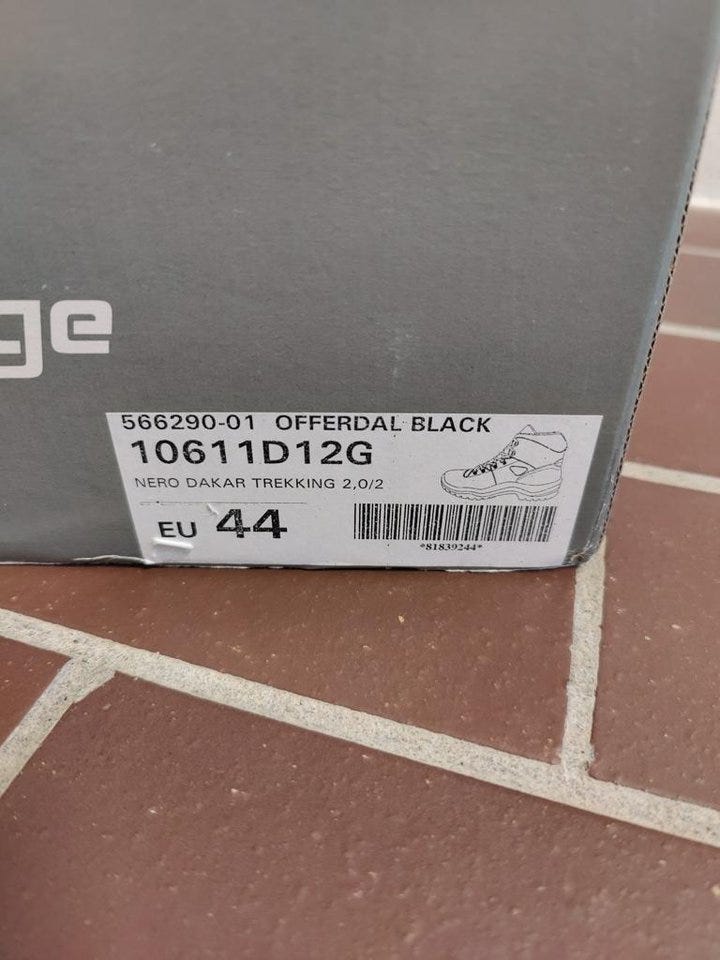 ge
566290-01 OFFERDAL BLACK
10611D12G
NERO DAKAR TREKKING 2,0/2
EU 44
*81839244*